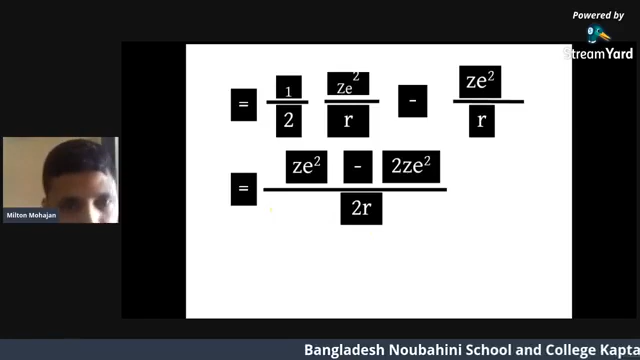 Powered by
StreamYard
= 1/2 Ze²/r - ze²/r
= ze² - 2ze² / 2r
Milton Mohajan
Bangladesh Noubahini School and College Kapta